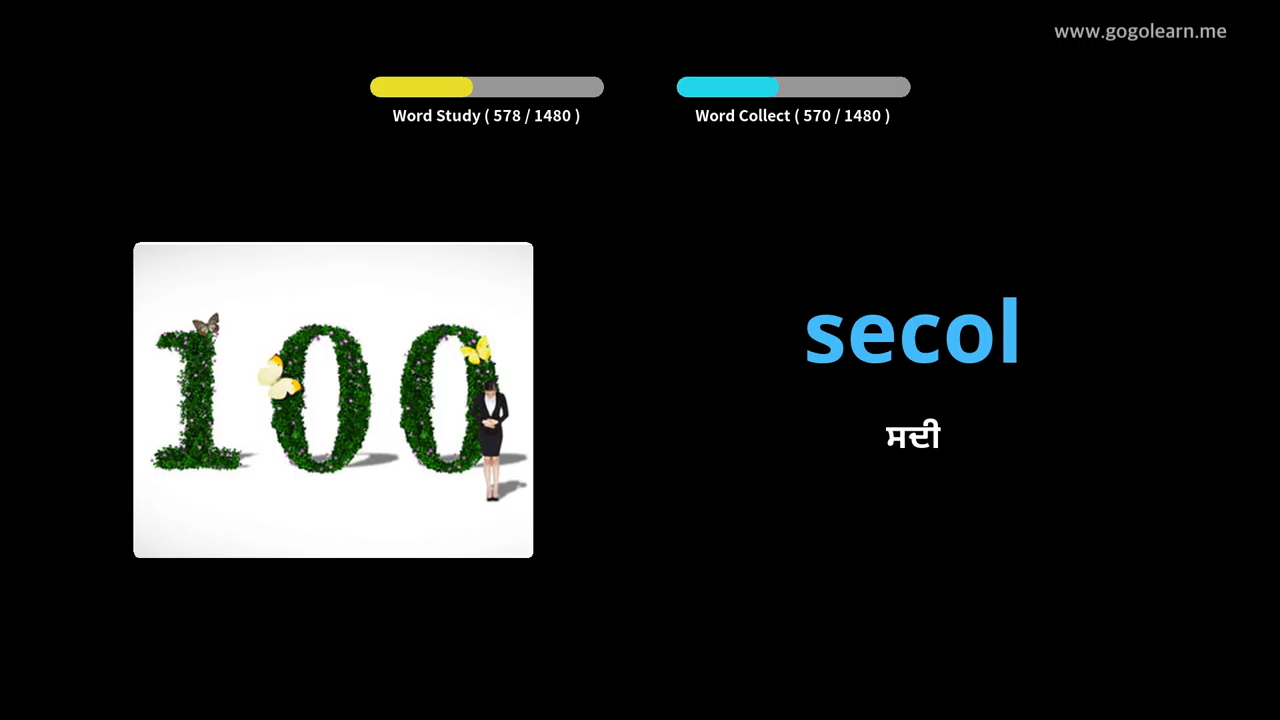 www.gogolearn.me
Word Study ( 578 / 1480 )
Word Collect ( 570 / 1480 )
100
secol
ਸਦੀ